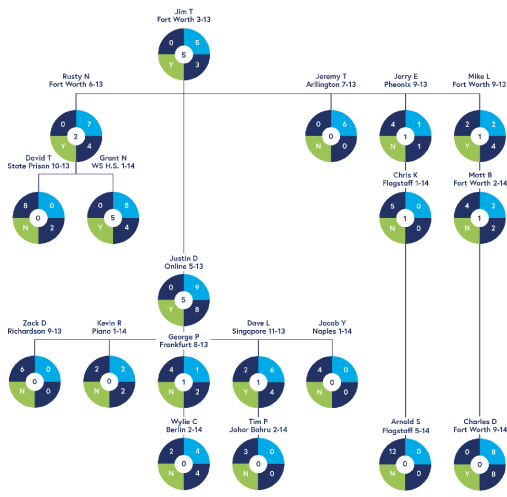 Jim T
Fort Worth 3-13
0 5
5
Y 3
Rusty N
Fort Worth 6-13
0 7
2
Y 4
Jeremy T
Arilington 7-13
0 6
0
N 0
Jerry E
Pheonix 9-13
4 1
1
N 1
Mike L
Fort Worth 9-13
2 2
1
N 4
David T
State Prison 10-13
8 0
0
N 2
Grant N
WS H.S. 1-14
0 8
5
Y 4
Chris K
Flagstaff 1-14
5 0
1
N 0
Matt B
Fort Worth 2-14
4 2
1
N 1
Justin D
Online 5-13
0 9
5
Y 8
Zack D
Richardson 9-13
6 0
0
N 0
Kevin R
Plano 1-14
2 2
0
N 2
George P
Frankfurt 8-13
4 1
1
N 2
Dave L
Singapore 11-13
2 6
1
Y 4
Jacob Y
Naples 1-14
4 0
0
N 0
Wylie C
Berlin 2-14
2 4
0
N 4
Tim P
Johor Bahru 2-14
3 0
0
N 0
Arnold S
Flagstaff 5-14
12 0
0
N 0
Charles D
Fort Worth 9-14
0 8
0
Y 8